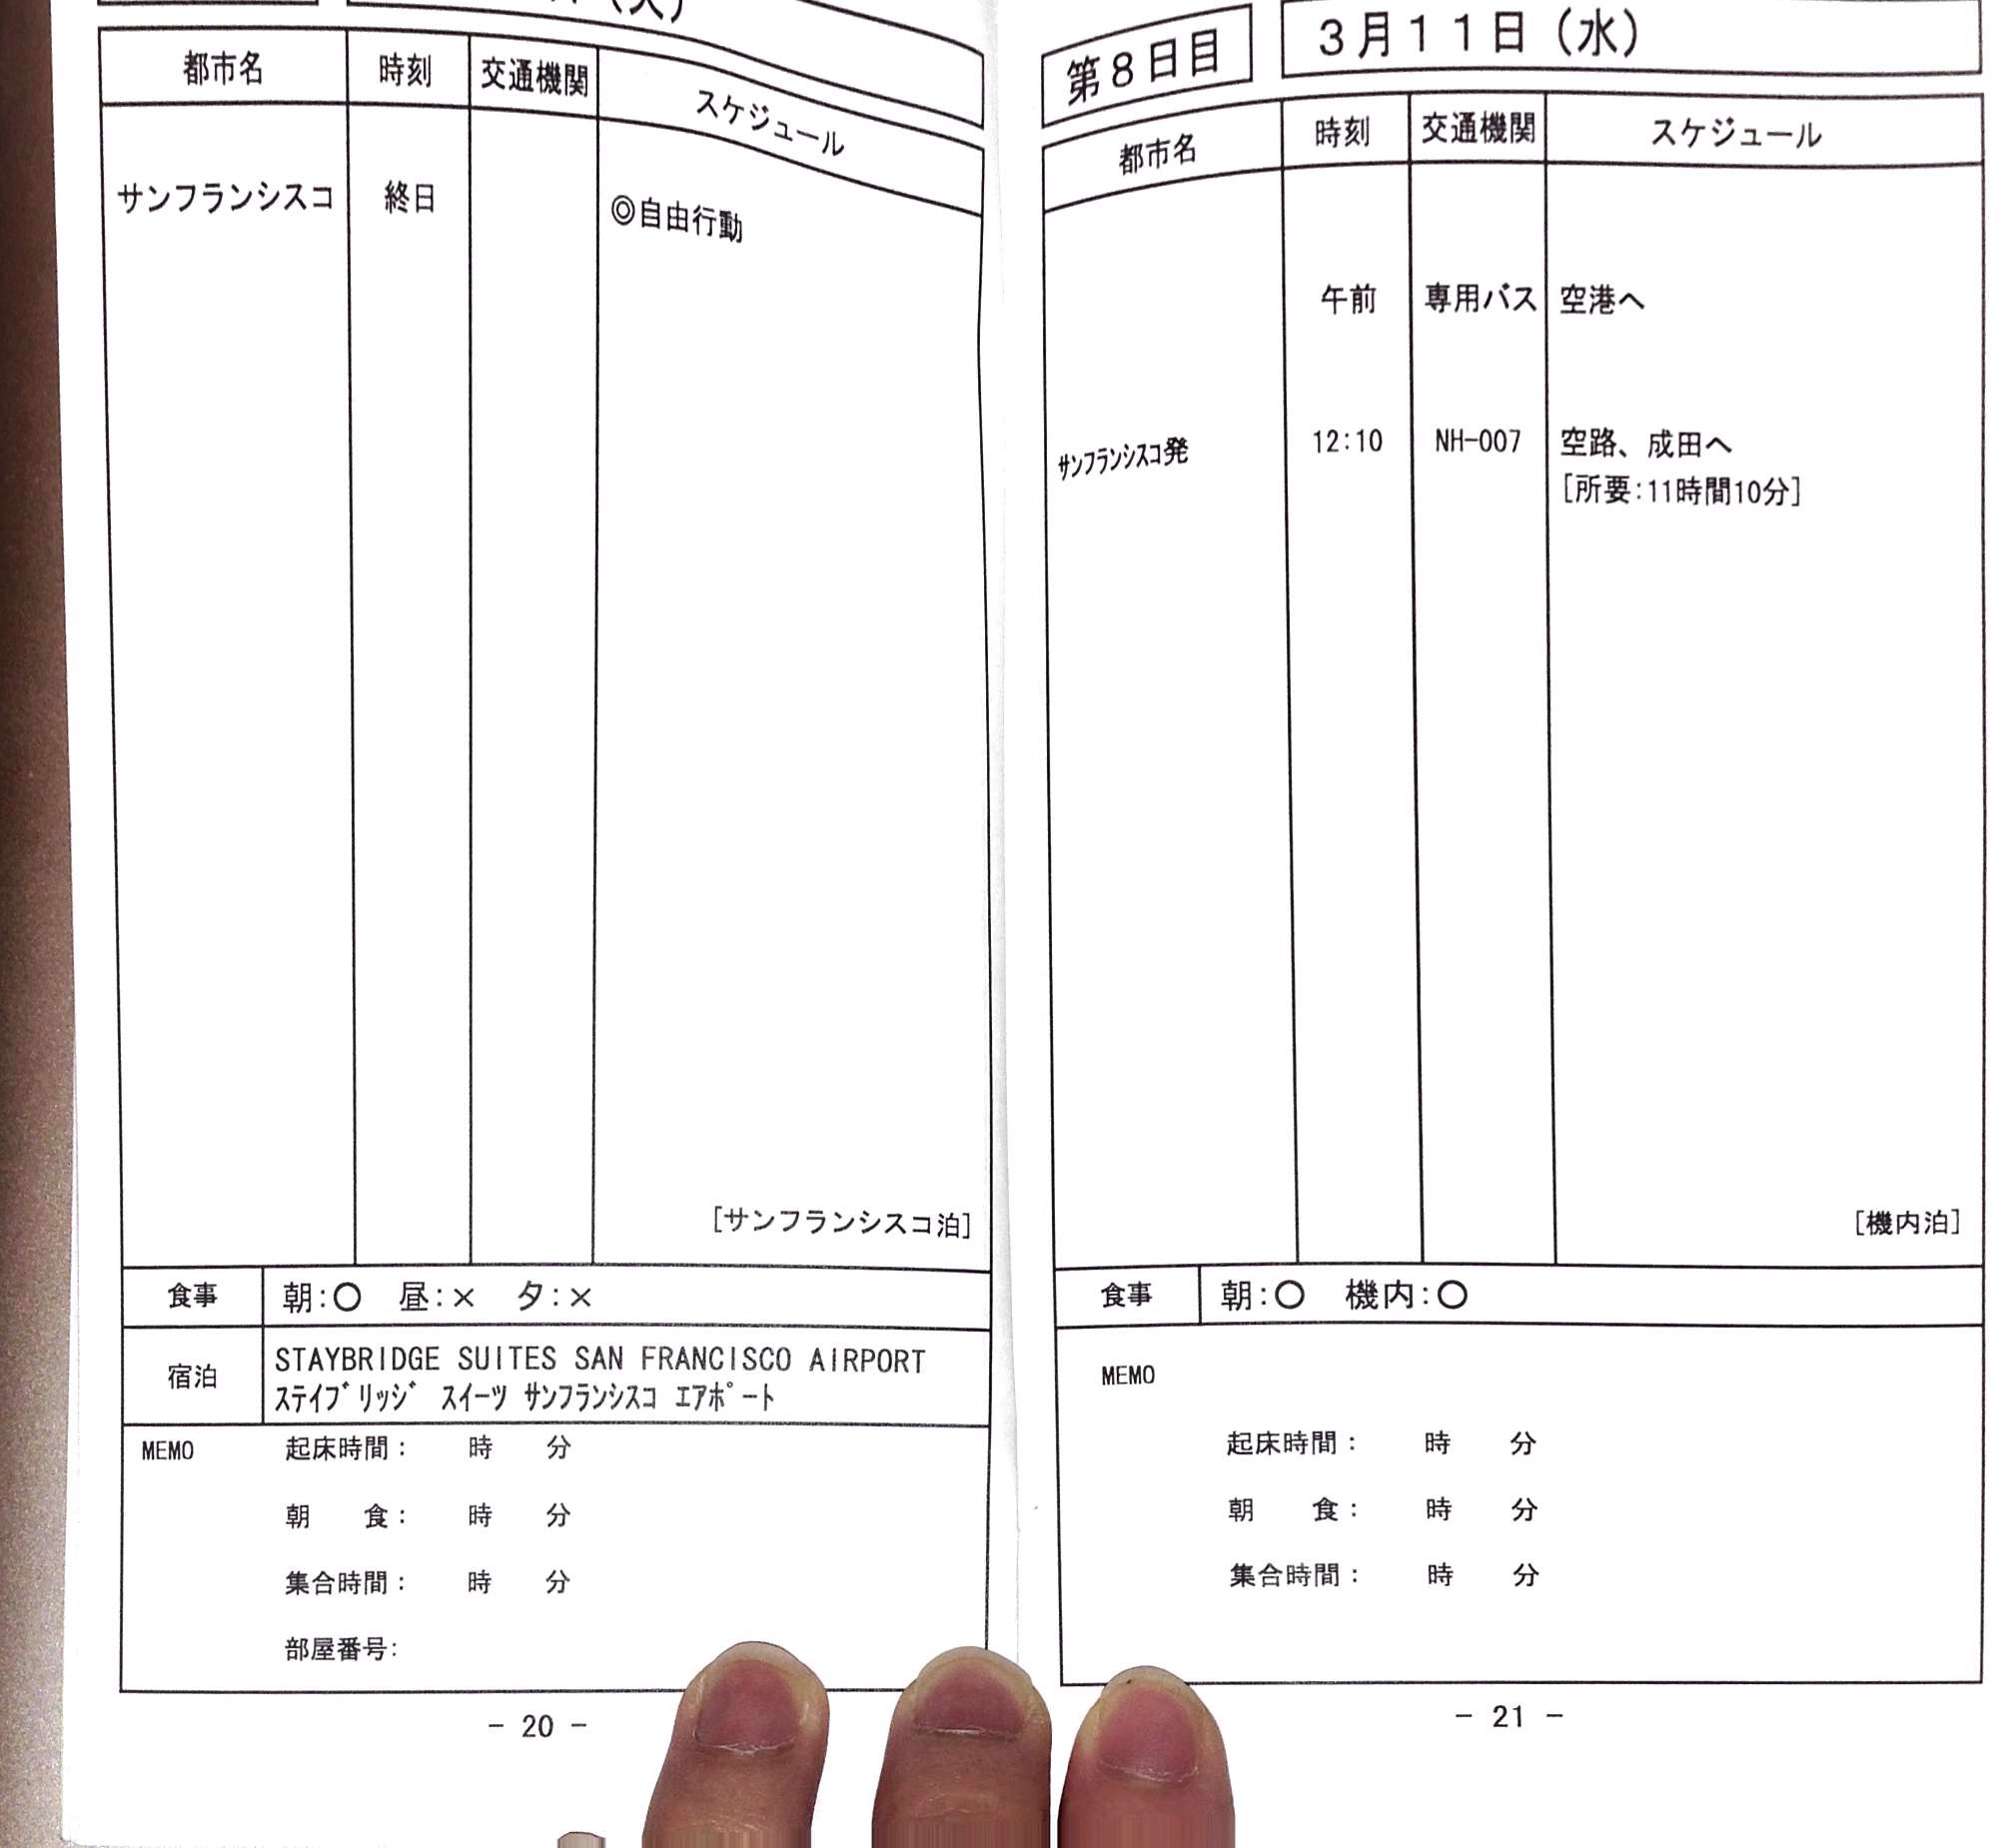 (火)
都市名 時刻 交通機関 スケジュール
サンフランシスコ 終日 ◎自由行動
[サンフランシスコ泊]
食事 朝:○ 昼:× 夕:×
宿泊 STAYBRIDGE SUITES SAN FRANCISCO AIRPORT
ｽﾃｲﾌﾞﾘｯｼﾞ ｽｲｰﾂ ｻﾝﾌﾗﾝｼｽｺ ｴｱﾎﾟｰﾄ
MEMO 起床時間： 時 分
朝 食： 時 分
集合時間： 時 分
部屋番号:
- 20 -
第８日目 ３月１１日（水）
都市名 時刻 交通機関 スケジュール
午前 専用バス 空港へ
ｻﾝﾌﾗﾝｼｽｺ発 12:10 NH-007 空路、成田へ
[所要:11時間10分]
[機内泊]
食事 朝:○ 機内:○
MEMO
起床時間： 時 分
朝 食： 時 分
集合時間： 時 分
- 21 -